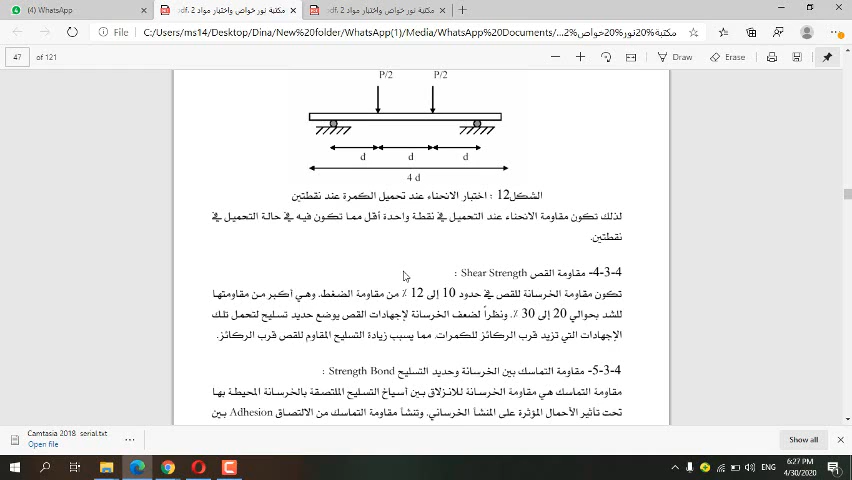 (4) WhatsApp
مكتبة نور خواص واختبار مواد 2 .pdf
مكتبة نور خواص واختبار مواد 2 .pdf
File
C:/Users/ms14/Desktop/Dina/New%20folder/WhatsApp(1)/Media/WhatsApp%20Documents/...مكتبة%20نور%20خواص%2
47 of 121
Draw
Erase
P/2 P/2
d d d
4 d
الشكل12 : اختبار الانحناء عند تحميل الكمرة عند نقطتين
لذلك تكون مقاومة الانحناء عند التحميل في نقطة واحدة أقل مما تكون فيه في حالة التحميل في
نقطتين.
4-3-4- مقاومة القص Shear Strength :
تكون مقاومة الخرسانة للقص في حدود 10 إلى 12 ٪ من مقاومة الضغط. وهي أكبر من مقاومتها
للشد بحوالي 20 إلى 30 ٪. ونظراً لضعف الخرسانة لإجهادات القص يوضع حديد تسليح لتحمل تلك
الإجهادات التي تزيد قرب الركائز للكمرات. مما يسبب زيادة التسليح المقاوم للقص قرب الركائز.
5-3-4- مقاومة التماسك بين الخرسانة وحديد التسليح Strength Bond :
مقاومة التماسك هي مقاومة الخرسانة للانزلاق بين أسياخ التسليح الملتصقة بالخرسانة المحيطة بها
تحت تأثير الأحمال المؤثرة على المنشأ الخرساني. وتنشأ مقاومة التماسك من الالتصاق Adhesion بين
Camtasia 2018 serial.txt
Open file
Show all
ENG
6:27 PM
4/30/2020